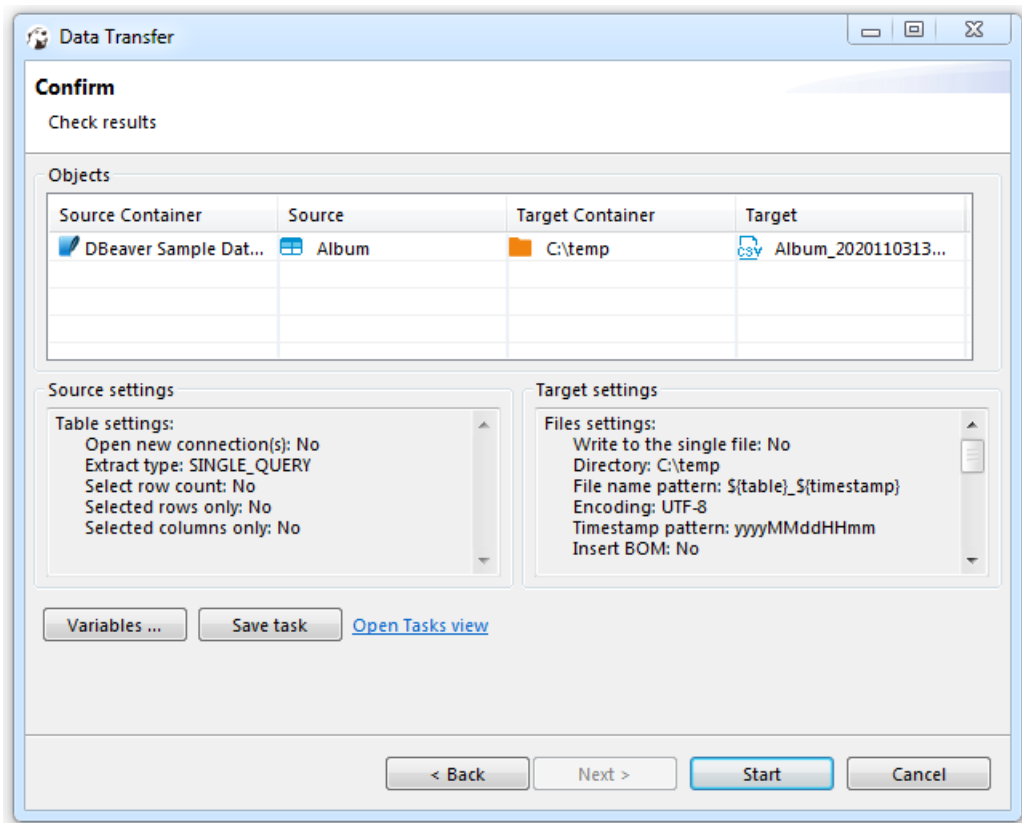 Data Transfer
Confirm
Check results
Objects
Source Container Source Target Container Target
DBeaver Sample Dat... Album C:\temp CSV Album_2020110313...
Source settings
Table settings:
Open new connection(s): No
Extract type: SINGLE_QUERY
Select row count: No
Selected rows only: No
Selected columns only: No
Target settings
Files settings:
Write to the single file: No
Directory: C:\temp
File name pattern: ${table}_${timestamp}
Encoding: UTF-8
Timestamp pattern: yyyyMMddHHmm
Insert BOM: No
Variables ... Save task Open Tasks view
< Back Next > Start Cancel